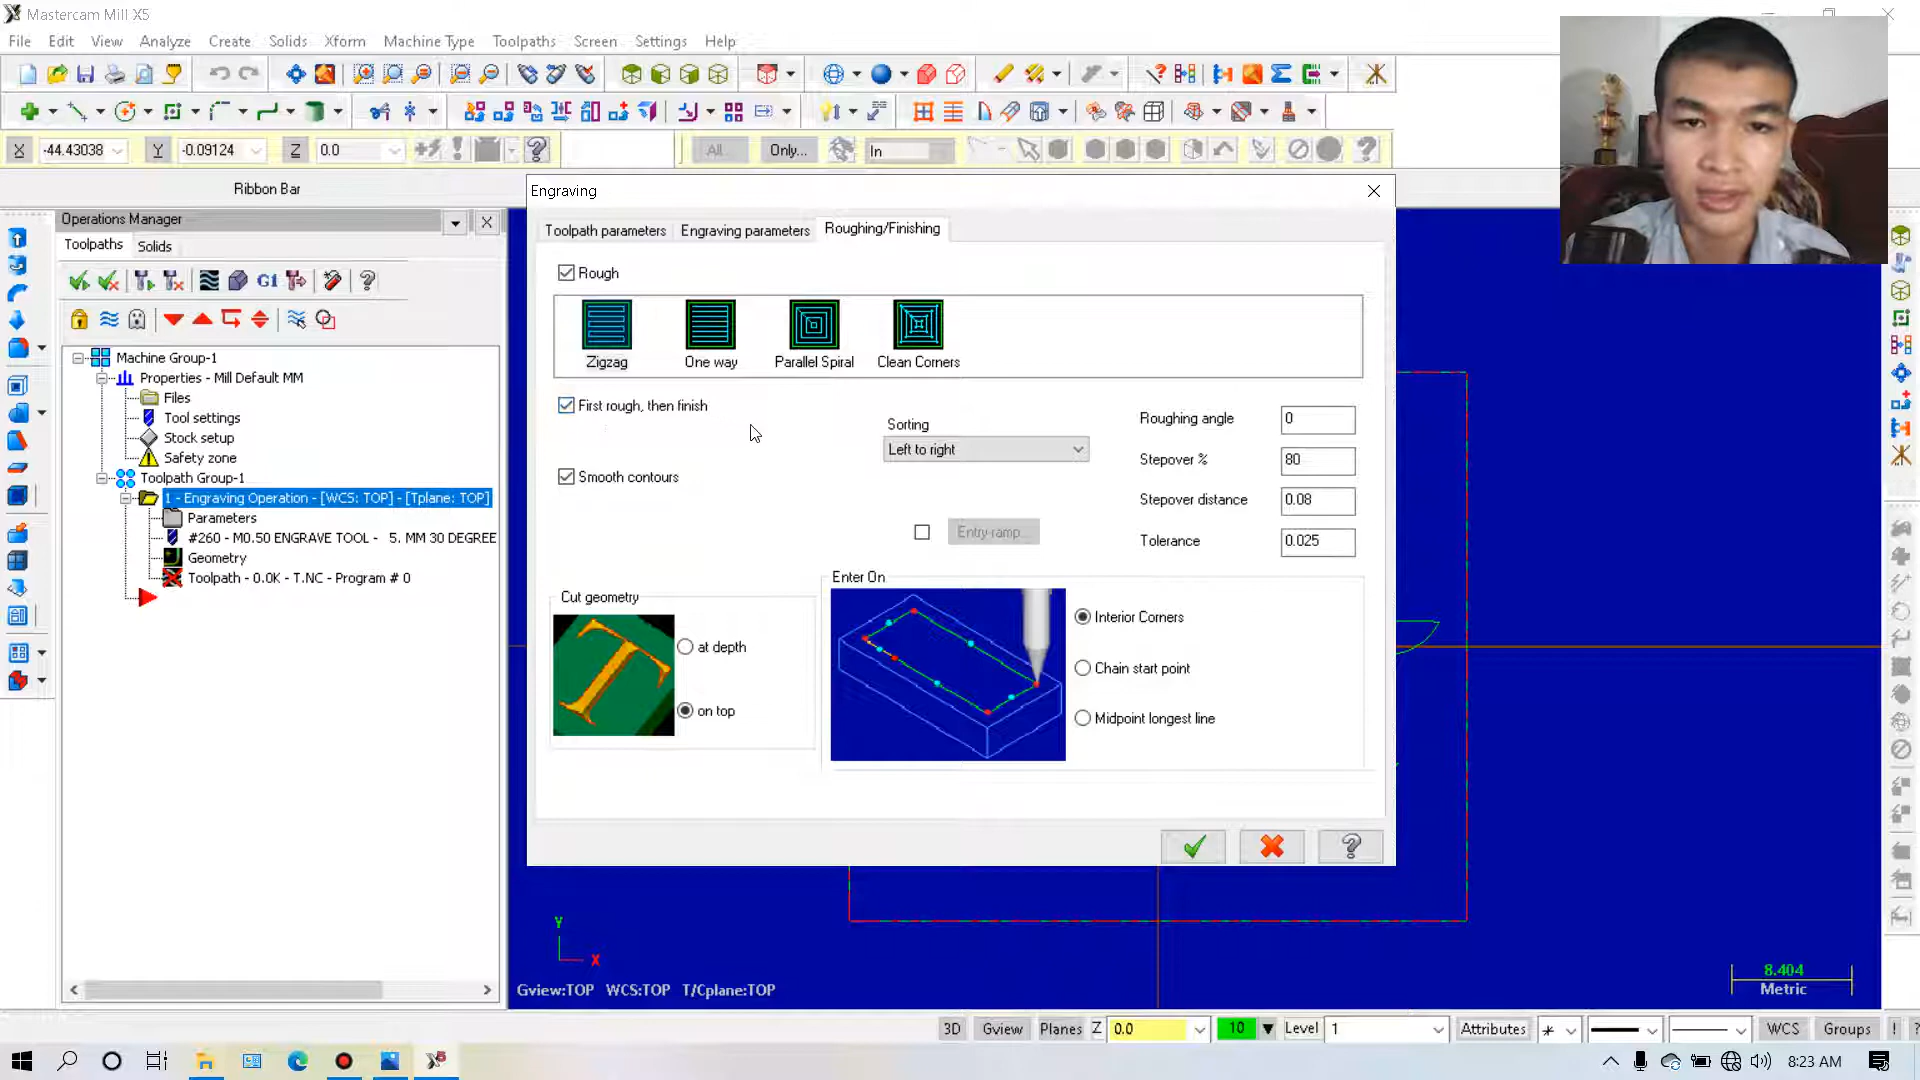 Mastercam Mill X5
File Edit View Analyze Create Solids Xform Machine Type Toolpaths Screen Settings Help
X -44.43038 Y -0.09124 Z 0.0 All... Only... In
Ribbon Bar
Operations Manager
Toolpaths Solids
G1
Machine Group-1
Properties - Mill Default MM
Files
Tool settings
Stock setup
Safety zone
Toolpath Group-1
1 - Engraving Operation - [WCS: TOP] - [Tplane: TOP]
Parameters
#260 - M0.50 ENGRAVE TOOL - 5. MM 30 DEGREE
Geometry
Toolpath - 0.0K - T.NC - Program # 0
Engraving
Toolpath parameters Engraving parameters Roughing/Finishing
Rough
Zigzag One way Parallel Spiral Clean Corners
First rough, then finish
Smooth contours
Sorting
Left to right
Entry-ramp...
Roughing angle 0
Stepover % 80
Stepover distance 0.08
Tolerance 0.025
Cut geometry
at depth
on top
Enter On
Interior Corners
Chain start point
Midpoint longest line
Y
X
Gview:TOP WCS:TOP T/Cplane:TOP
8.404
Metric
3D Gview Planes Z 0.0 10 Level 1 Attributes WCS Groups ! ?
8:23 AM